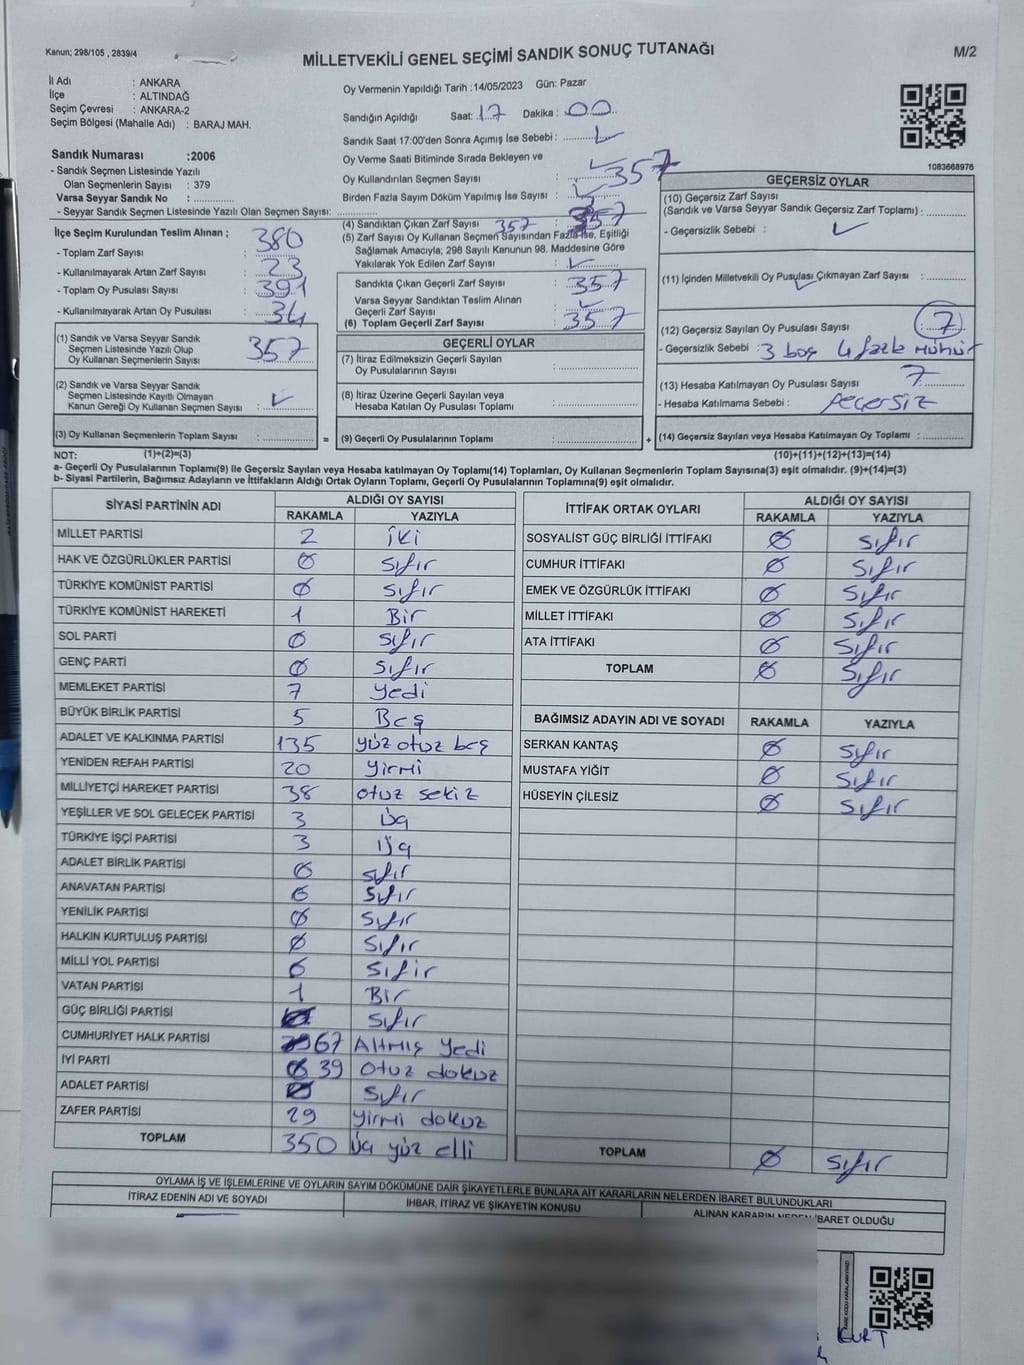 Kanun; 298/105 , 2839/4
MİLLETVEKİLİ GENEL SEÇİMİ SANDIK SONUÇ TUTANAĞI
M/2
İl Adı : ANKARA
İlçe : ALTINDAĞ
Seçim Çevresi : ANKARA-2
Seçim Bölgesi (Mahalle Adı) : BARAJ MAH.
Oy Vermenin Yapıldığı Tarih :14/05/2023 Gün: Pazar
Sandığın Açıldığı Saat: 17 Dakika : 00
Sandık Saat 17:00'den Sonra Açımış İse Sebebi :
Oy Verme Saati Bitiminde Sırada Bekleyen ve
Oy Kullandırılan Seçmen Sayısı : 357
Birden Fazla Sayım Döküm Yapılmış İse Sayısı :
1083668976
Sandık Numarası :2006
- Sandık Seçmen Listesinde Yazılı
Olan Seçmenlerin Sayısı : 379
Varsa Seyyar Sandık No :
- Seyyar Sandık Seçmen Listesinde Yazılı Olan Seçmen Sayısı:
İlçe Seçim Kurulundan Teslim Alınan ;
- Toplam Zarf Sayısı : 380
- Kullanılmayarak Artan Zarf Sayısı : 23
- Toplam Oy Pusulası Sayısı : 391
- Kullanılmayarak Artan Oy Pusulası : 34
(1) Sandık ve Varsa Seyyar Sandık
Seçmen Listesinde Yazılı Olup
Oy Kullanan Seçmenlerin Sayısı : 357
(2) Sandık ve Varsa Seyyar Sandık
Seçmen Listesinde Kayıtlı Olmayan
Kanun Gereği Oy Kullanan Seçmen Sayısı :
(3) Oy Kullanan Seçmenlerin Toplam Sayısı :
(4) Sandıktan Çıkan Zarf Sayısı 357 : 357
(5) Zarf Sayısı Oy Kullanan Seçmen Sayısından Fazla İse, Eşitliği
Sağlamak Amacıyla; 298 Sayılı Kanunun 98. Maddesine Göre
Yakılarak Yok Edilen Zarf Sayısı :
Sandıkta Çıkan Geçerli Zarf Sayısı : 357
Varsa Seyyar Sandıktan Teslim Alınan
Geçerli Zarf Sayısı :
(6) Toplam Geçerli Zarf Sayısı : 357
GEÇERLİ OYLAR
(7) İtiraz Edilmeksizin Geçerli Sayılan
Oy Pusulalarının Sayısı :
(8) İtiraz Üzerine Geçerli Sayılan veya
Hesaba Katılan Oy Pusulası Toplamı :
= (9) Geçerli Oy Pusulalarının Toplamı :
GEÇERSİZ OYLAR
(10) Geçersiz Zarf Sayısı
(Sandık ve Varsa Seyyar Sandık Geçersiz Zarf Toplamı) :
- Geçersizlik Sebebi :
(11) İçinden Milletvekili Oy Pusulası Çıkmayan Zarf Sayısı :
(12) Geçersiz Sayılan Oy Pusulası Sayısı : 7
- Geçersizlik Sebebi : 3 boş 4 fazla mühür
(13) Hesaba Katılmayan Oy Pusulası Sayısı : 7
- Hesaba Katılmama Sebebi : geçersiz
+ (14) Geçersiz Sayılan veya Hesaba Katılmayan Oy Toplamı :
NOT: (1)+(2)=(3)
(10)+(11)+(12)+(13)=(14)
a- Geçerli Oy Pusulalarının Toplamı(9) ile Geçersiz Sayılan veya Hesaba katılmayan Oy Toplamı(14) Toplamları, Oy Kullanan Seçmenlerin Toplam Sayısına(3) eşit olmalıdır. (9)+(14)=(3)
b- Siyasi Partilerin, Bağımsız Adayların ve İttifakların Aldığı Ortak Oyların Toplamı, Geçerli Oy Pusulalarının Toplamına(9) eşit olmalıdır.
SİYASİ PARTİNİN ADI ALDIĞI OY SAYISI
RAKAMLA YAZIYLA
MİLLET PARTİSİ 2 iki
HAK VE ÖZGÜRLÜKLER PARTİSİ 0 sıfır
TÜRKİYE KOMÜNİST PARTİSİ 0 sıfır
TÜRKİYE KOMÜNİST HAREKETİ 1 Bir
SOL PARTİ 0 sıfır
GENÇ PARTİ 0 sıfır
MEMLEKET PARTİSİ 7 yedi
BÜYÜK BİRLİK PARTİSİ 5 Beş
ADALET VE KALKINMA PARTİSİ 135 yüz otuz beş
YENİDEN REFAH PARTİSİ 20 yirmi
MİLLİYETÇİ HAREKET PARTİSİ 38 otuz sekiz
YEŞİLLER VE SOL GELECEK PARTİSİ 3 üç
TÜRKİYE İŞÇİ PARTİSİ 3 üç
ADALET BİRLİK PARTİSİ 0 sıfır
ANAVATAN PARTİSİ 0 sıfır
YENİLİK PARTİSİ 0 sıfır
HALKIN KURTULUŞ PARTİSİ 0 sıfır
MİLLİ YOL PARTİSİ 0 sıfır
VATAN PARTİSİ 1 Bir
GÜÇ BİRLİĞİ PARTİSİ sıfır
CUMHURİYET HALK PARTİSİ 67 Altmış yedi
İYİ PARTİ 39 otuz dokuz
ADALET PARTİSİ sıfır
ZAFER PARTİSİ 29 yirmi dokuz
TOPLAM 350 üç yüz elli
İTTİFAK ORTAK OYLARI ALDIĞI OY SAYISI
RAKAMLA YAZIYLA
SOSYALİST GÜÇ BİRLİĞİ İTTİFAKI 0 sıfır
CUMHUR İTTİFAKI 0 sıfır
EMEK VE ÖZGÜRLÜK İTTİFAKI 0 sıfır
MİLLET İTTİFAKI 0 sıfır
ATA İTTİFAKI 0 sıfır
TOPLAM 0 sıfır
BAĞIMSIZ ADAYIN ADI VE SOYADI RAKAMLA YAZIYLA
SERKAN KANTAŞ 0 sıfır
MUSTAFA YİĞİT 0 sıfır
HÜSEYİN ÇİLESİZ 0 sıfır
TOPLAM 0 sıfır
OYLAMA İŞ VE İŞLEMLERİNE VE OYLARIN SAYIM DÖKÜMÜNE DAİR ŞİKAYETLERLE BUNLARA AİT KARARLARIN NELERDEN İBARET BULUNDUKLARI
İTİRAZ EDENİN ADI VE SOYADI İHBAR, İTİRAZ VE ŞİKAYETİN KONUSU ALINAN KARARIN NEDEN İBARET OLDUĞU
KURT